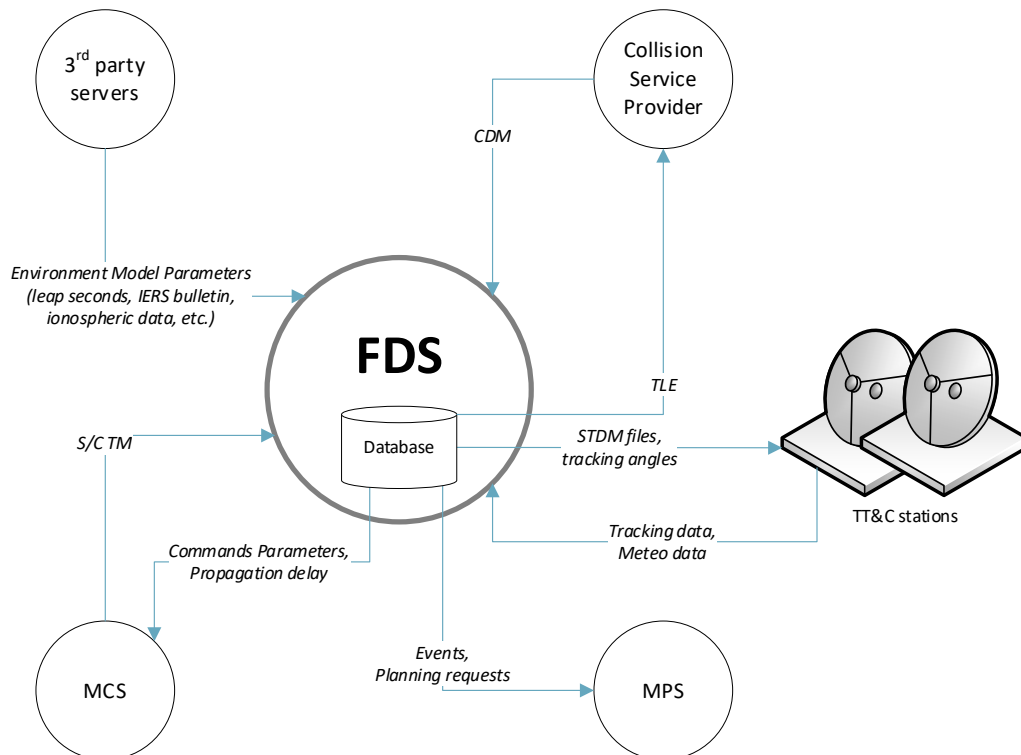 3rd party
servers
Collision
Service
Provider
CDM
Environment Model Parameters
(leap seconds, IERS bulletin,
ionospheric data, etc.)
FDS
TLE
S/C TM
Database
STDM files,
tracking angles
TT&C stations
Tracking data,
Meteo data
Commands Parameters,
Propagation delay
Events,
Planning requests
MCS
MPS